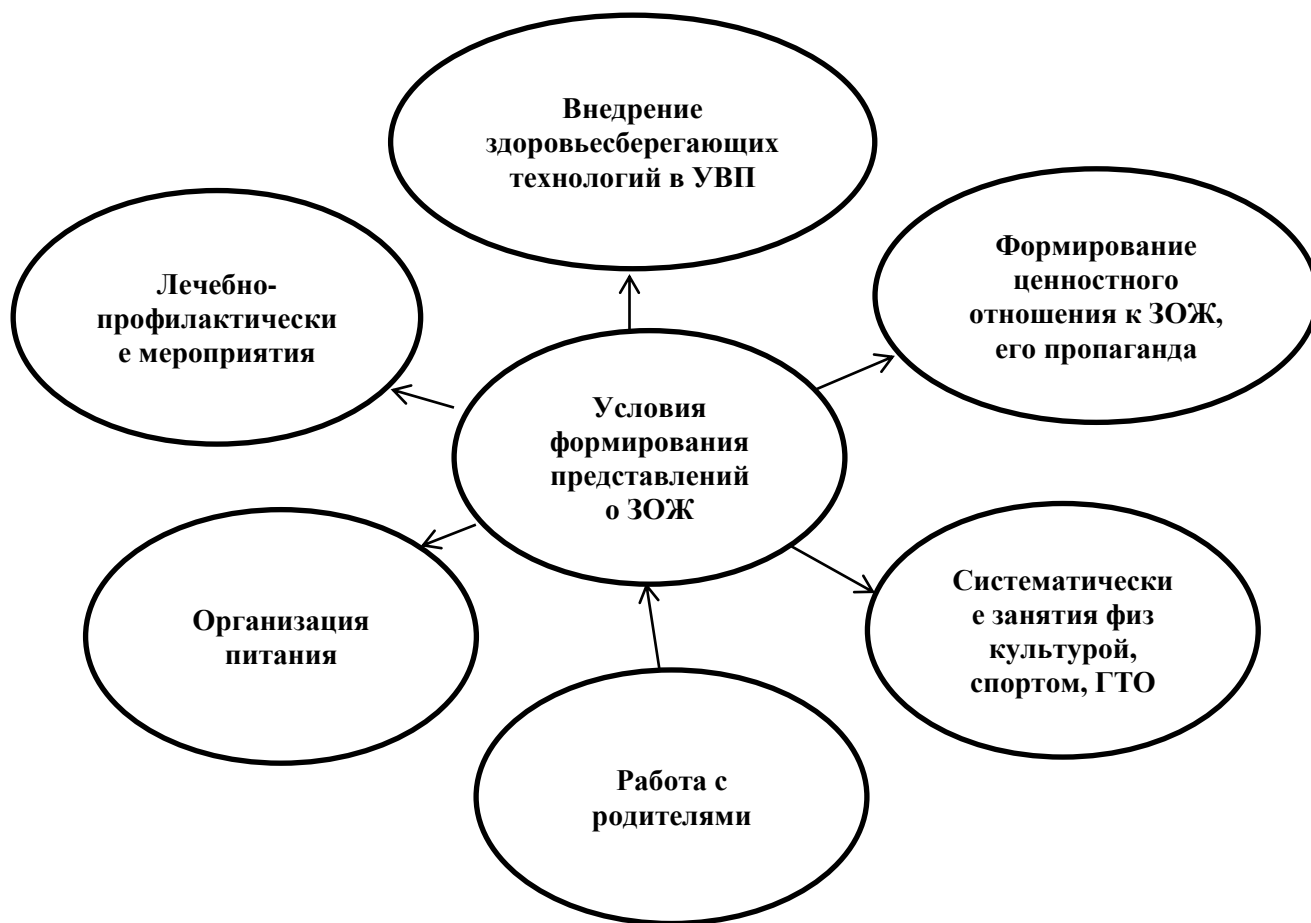 Внедрение
здоровьесберегающих
технологий в УВП
Лечебно-
профилактически
е мероприятия
Формирование
ценностного
отношения к ЗОЖ,
его пропаганда
Условия
формирования
представлений
о ЗОЖ
Организация
питания
Систематически
е занятия физ
культурой,
спортом, ГТО
Работа с
родителями